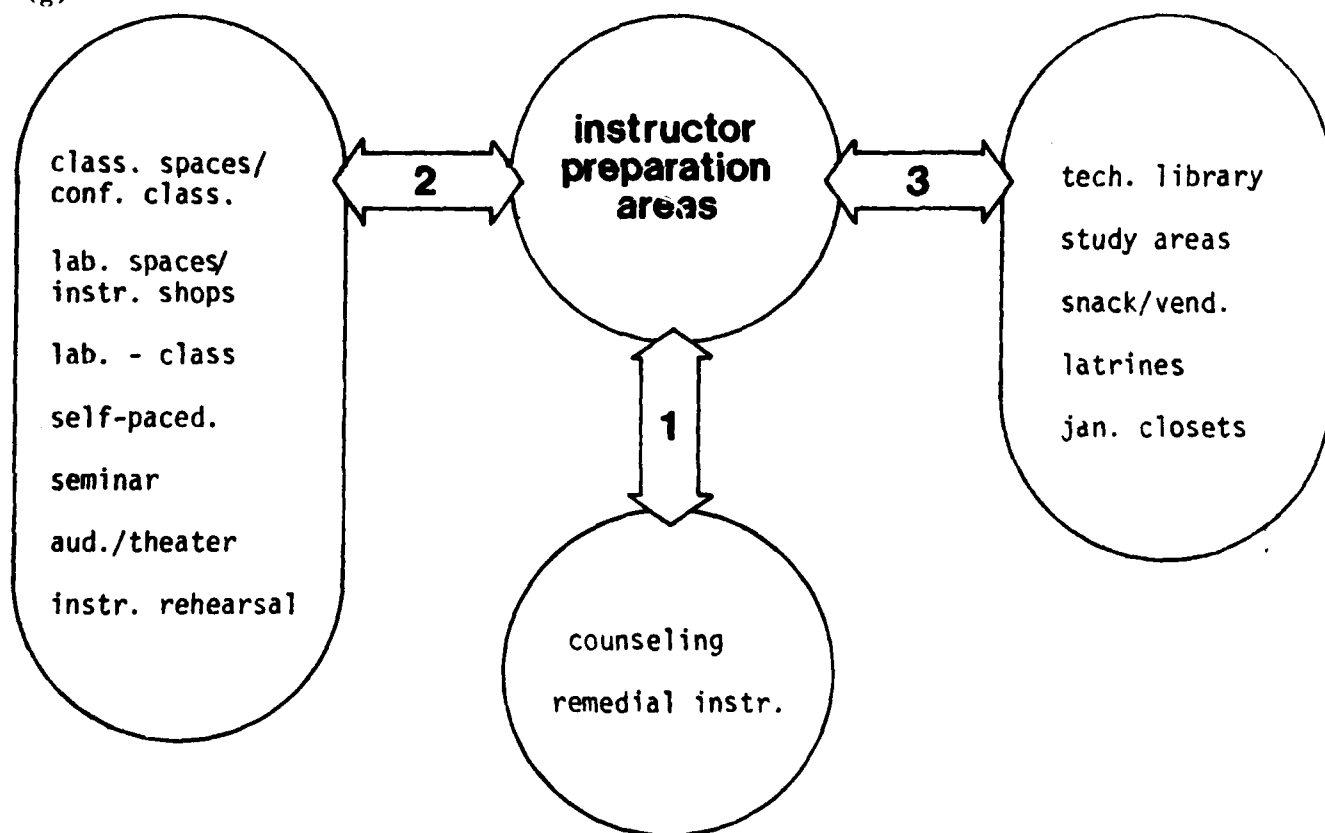 (g)
class. spaces/
conf. class.
lab. spaces/
instr. shops
lab. - class
self-paced.
seminar
aud./theater
instr. rehearsal
2
instructor
preparation
areas
3
tech. library
study areas
snack/vend.
latrines
jan. closets
1
counseling
remedial instr.